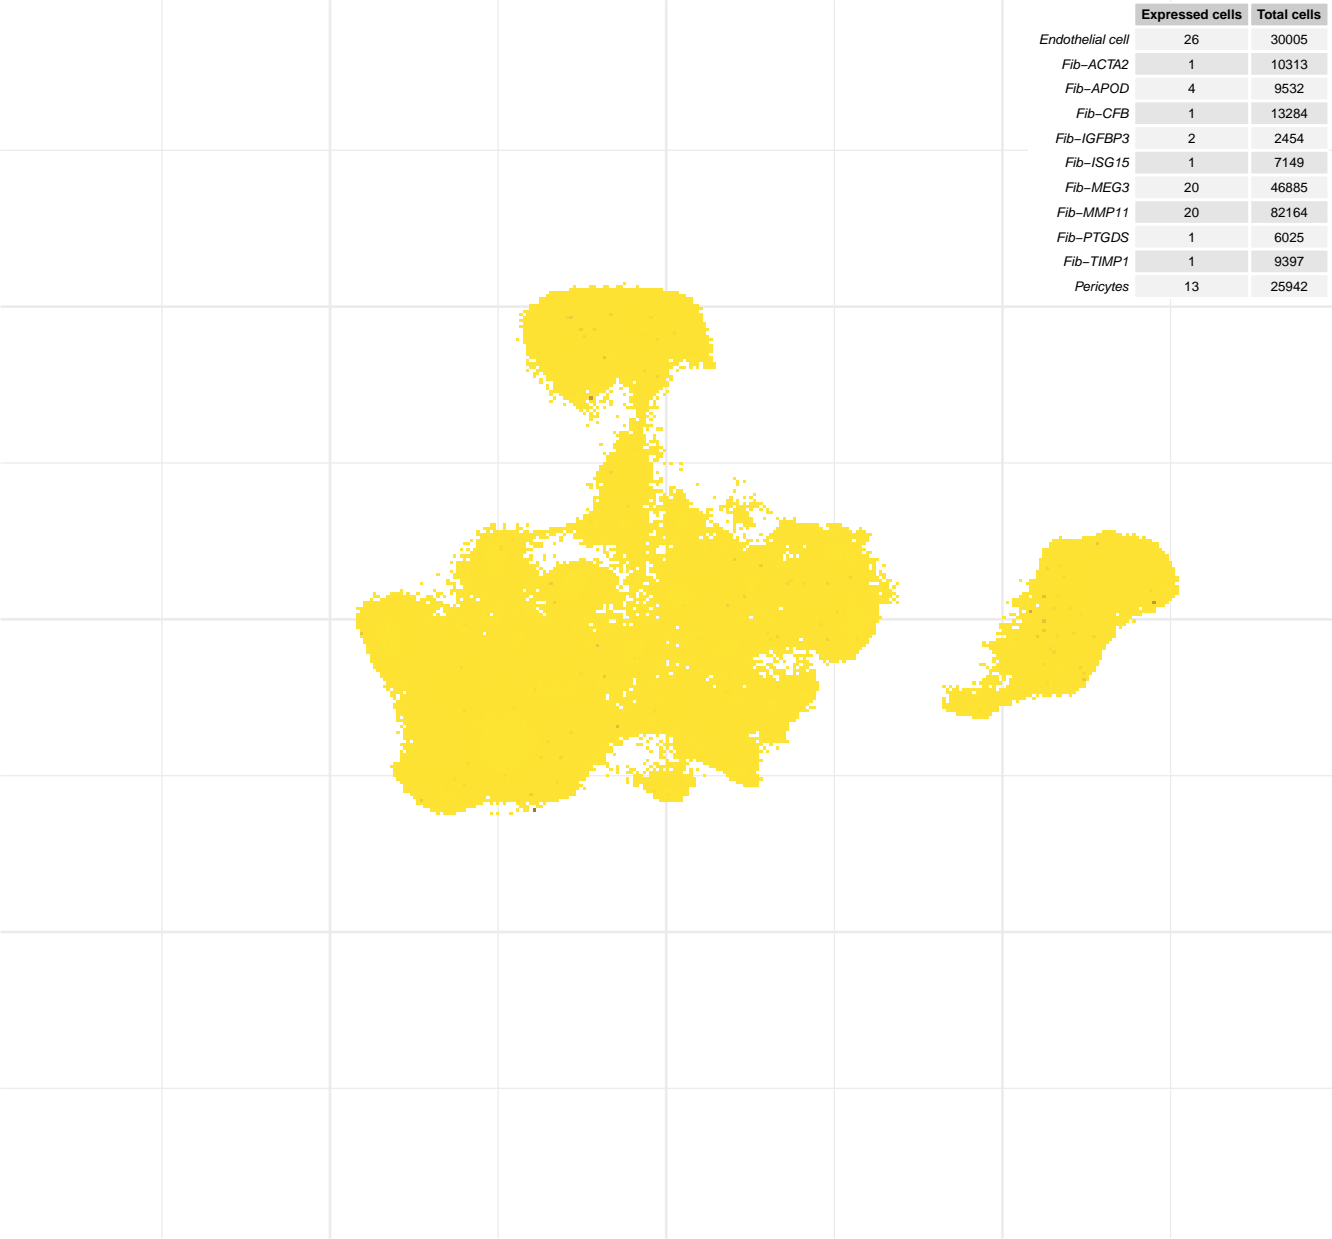 Expressed cells Total cells
Endothelial cell 26 30005
Fib−ACTA2 1 10313
Fib−APOD 4 9532
Fib−CFB 1 13284
Fib−IGFBP3 2 2454
Fib−ISG15 1 7149
Fib−MEG3 20 46885
Fib−MMP11 20 82164
Fib−PTGDS 1 6025
Fib−TIMP1 1 9397
Pericytes 13 25942